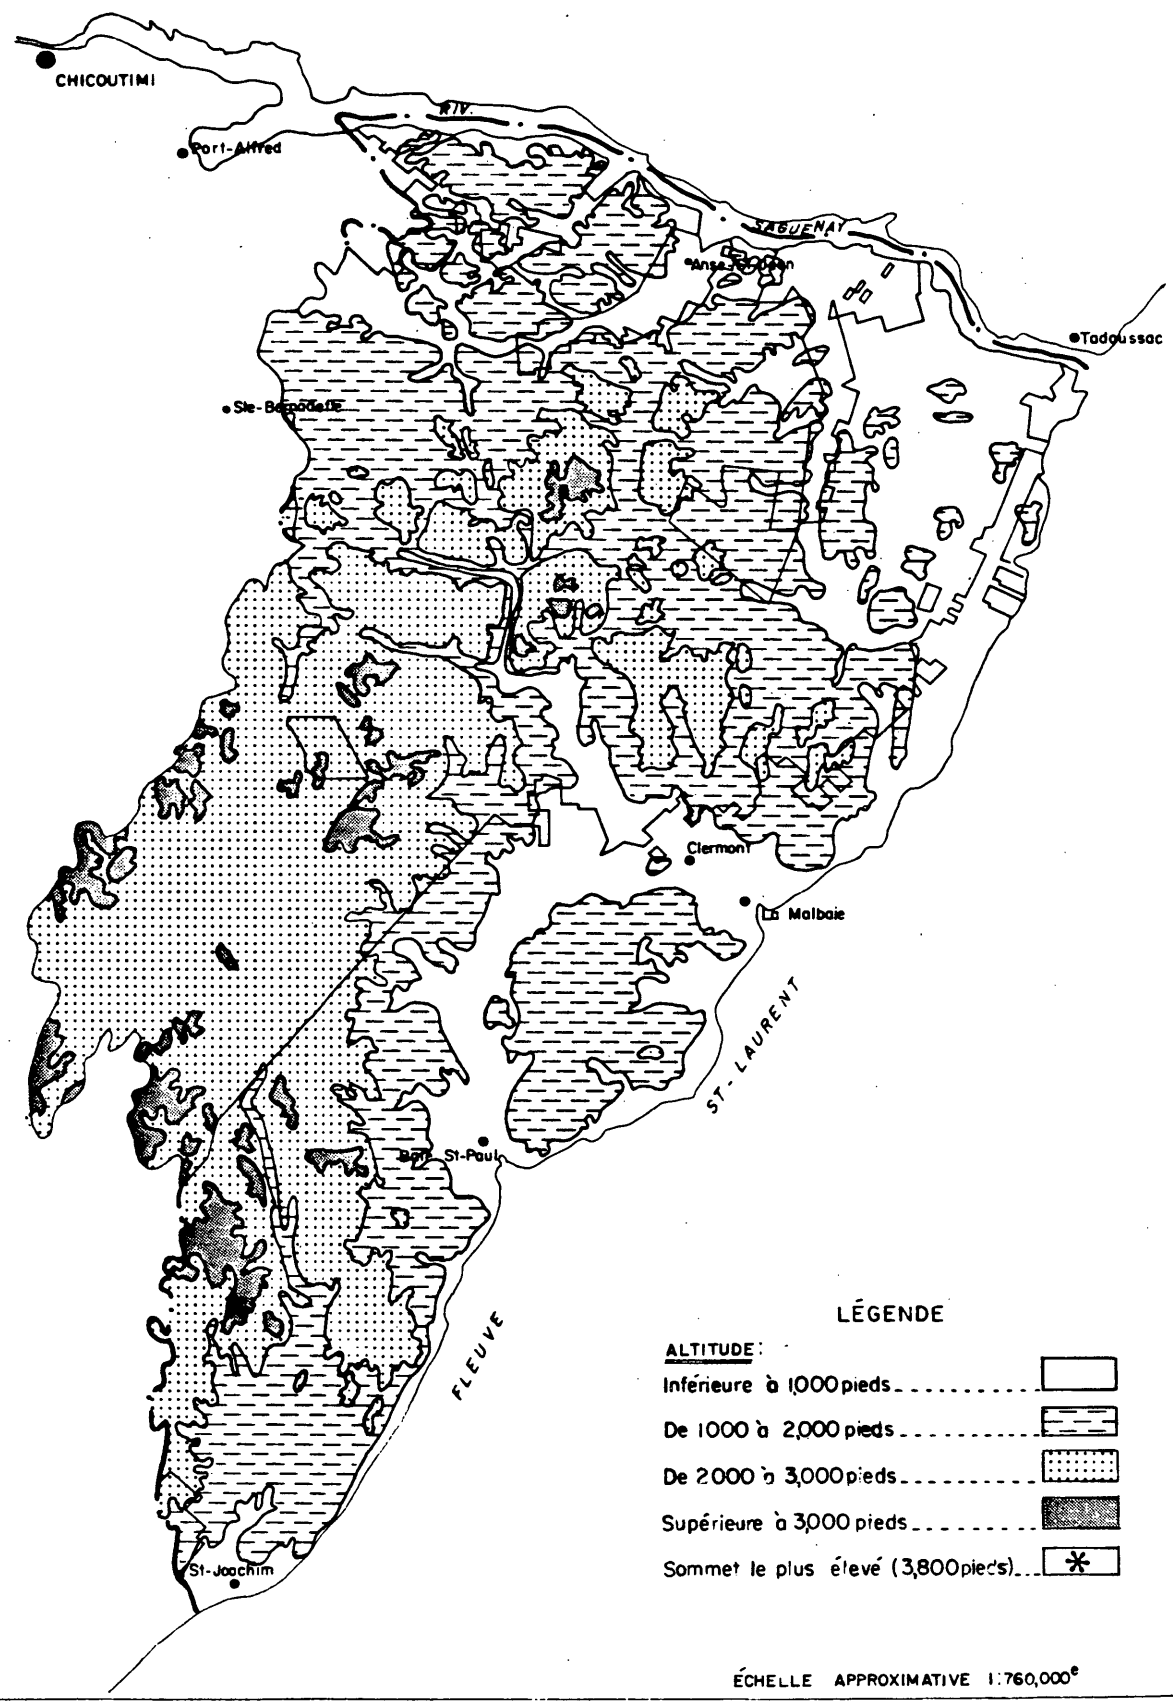 CHICOUTIMI
RIV.
Port-Alfred
SAGUENAY
Tadoussac
Clermont
La Malbaie
ST-LAURENT
Baie St-Paul
FLEUVE
LÉGENDE
ALTITUDE:
Inférieure à 1,000 pieds
De 1000 à 2,000 pieds
De 2000 à 3,000 pieds
Supérieure à 3,000 pieds
Sommet le plus élevé (3,800 pieds)
St-Joachim
ÉCHELLE APPROXIMATIVE 1:760,000e